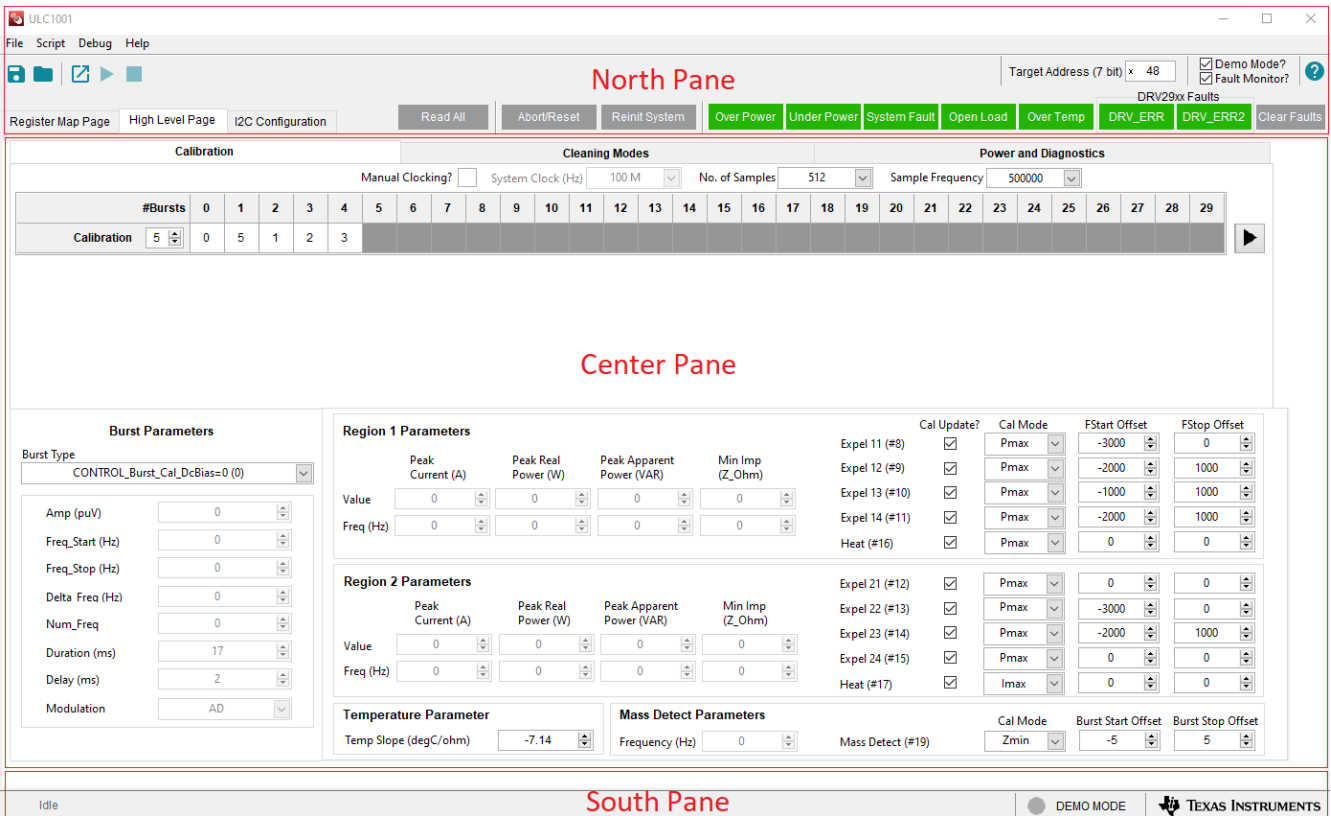 ULC1001
File Script Debug Help
North Pane
Target Address (7 bit) x 48
Demo Mode?
Fault Monitor?
DRV29xx Faults
Register Map Page High Level Page I2C Configuration Read All Abort/Reset Reinit System Over Power Under Power System Fault Open Load Over Temp DRV_ERR DRV_ERR2 Clear Faults
Calibration Cleaning Modes Power and Diagnostics
Manual Clocking? System Clock (Hz) 100 M No. of Samples 512 Sample Frequency 500000
#Bursts 0 1 2 3 4 5 6 7 8 9 10 11 12 13 14 15 16 17 18 19 20 21 22 23 24 25 26 27 28 29
Calibration 5 0 5 1 2 3
Center Pane
Burst Parameters
Burst Type
CONTROL_Burst_Cal_DcBias=0 (0)
Amp (puV) 0
Freq_Start (Hz) 0
Freq_Stop (Hz) 0
Delta Freq (Hz) 0
Num_Freq 0
Duration (ms) 17
Delay (ms) 2
Modulation AD
Region 1 Parameters
Peak Current (A) Peak Real Power (W) Peak Apparent Power (VAR) Min Imp (Z_Ohm)
Value 0 0 0 0
Freq (Hz) 0 0 0 0
Cal Update? Cal Mode FStart Offset FStop Offset
Expel 11 (#8) Pmax -3000 0
Expel 12 (#9) Pmax -2000 1000
Expel 13 (#10) Pmax -1000 1000
Expel 14 (#11) Pmax -2000 1000
Heat (#16) Pmax 0 0
Region 2 Parameters
Peak Current (A) Peak Real Power (W) Peak Apparent Power (VAR) Min Imp (Z_Ohm)
Value 0 0 0 0
Freq (Hz) 0 0 0 0
Expel 21 (#12) Pmax 0 0
Expel 22 (#13) Pmax -3000 0
Expel 23 (#14) Pmax -2000 1000
Expel 24 (#15) Pmax 0 0
Heat (#17) Imax 0 0
Temperature Parameter
Temp Slope (degC/ohm) -7.14
Mass Detect Parameters
Frequency (Hz) 0
Cal Mode Burst Start Offset Burst Stop Offset
Mass Detect (#19) Zmin -5 5
Idle
South Pane
DEMO MODE
TEXAS INSTRUMENTS